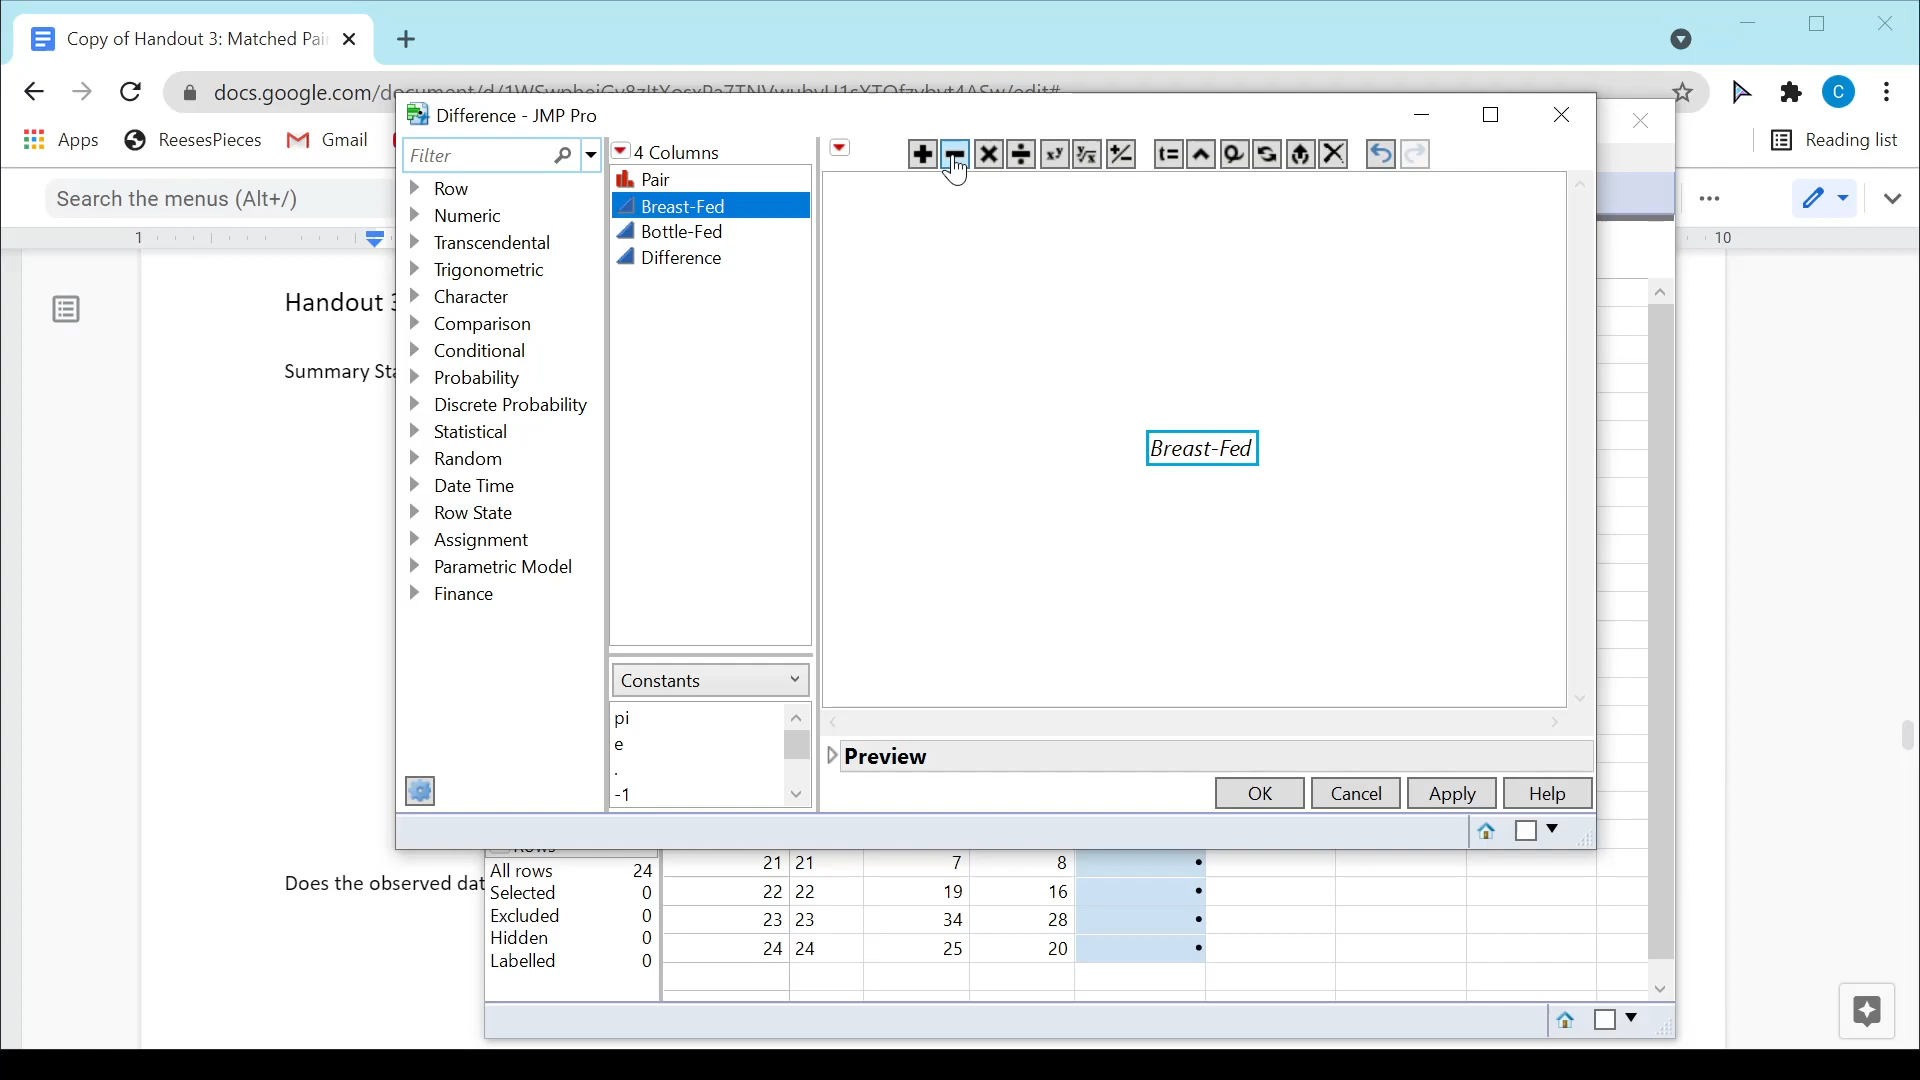 Copy of Handout 3: Matched Pai
docs.google.com/
Apps
ReesesPieces
Gmail
Reading list
Search the menus (Alt+/)
1
10
Handout 3
Summary Sta
Does the observed dat
Difference - JMP Pro
Filter
Row
Numeric
Transcendental
Trigonometric
Character
Comparison
Conditional
Probability
Discrete Probability
Statistical
Random
Date Time
Row State
Assignment
Parametric Model
Finance
4 Columns
Pair
Breast-Fed
Bottle-Fed
Difference
Constants
pi
e
.
-1
t=
Breast-Fed
Preview
OK
Cancel
Apply
Help
Rows
All rows 24
Selected 0
Excluded 0
Hidden 0
Labelled 0
21 21 7 8 •
22 22 19 16 •
23 23 34 28 •
24 24 25 20 •
C